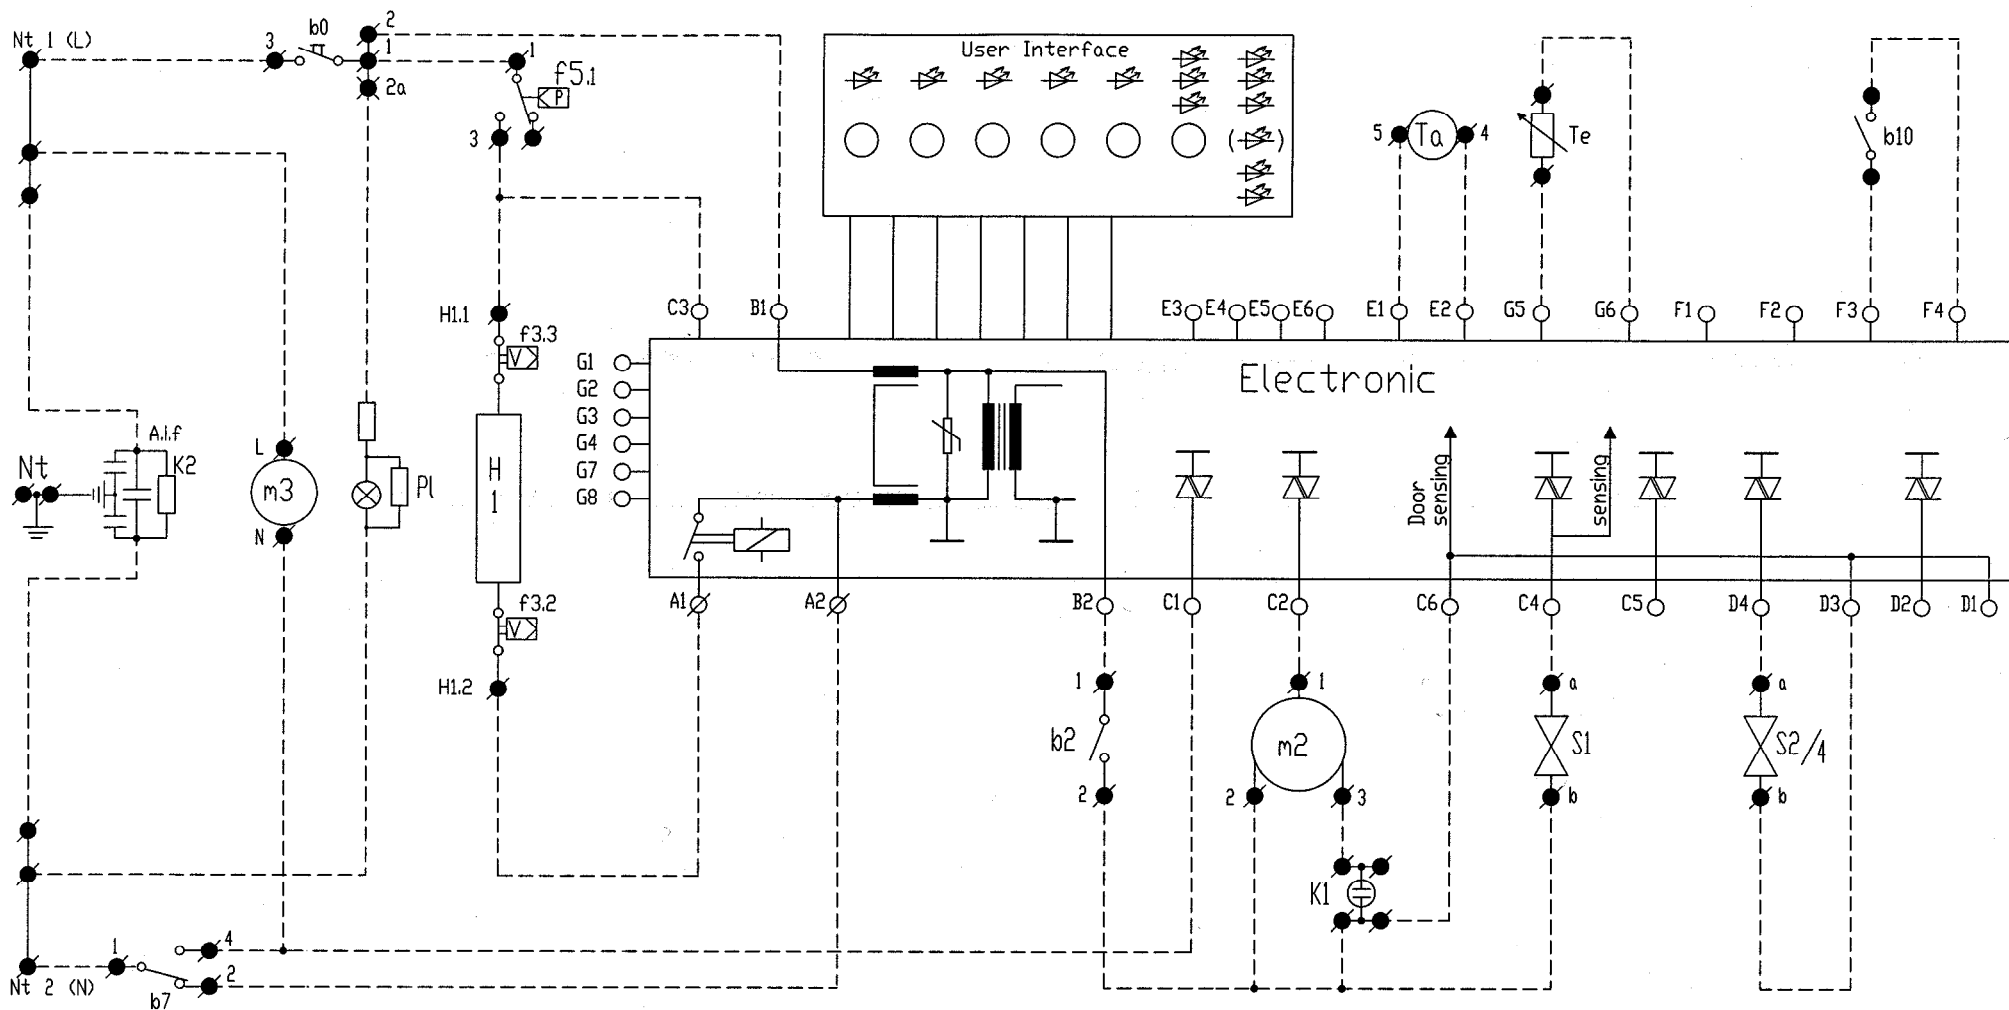 Nt 1 (L)
3
b0
2
1
2a
1
f5.1
P
3
User Interface
( )
5
Ta
4
Te
b10
H1.1
f3.3
V
C3
B1
E3
E4
E5
E6
E1
E2
G5
G6
F1
F2
F3
F4
G1
G2
G3
G4
G7
G8
Electronic
A.i.f
K2
Nt
L
m3
N
Pl
H
1
Door
sensing
sensing
f3.2
V
H1.2
A1
A2
B2
C1
C2
C6
C4
C5
D4
D3
D2
D1
1
b2
2
1
m2
2
3
K1
a
S1
b
a
S2/4
b
4
1
2
Nt 2 (N)
b7